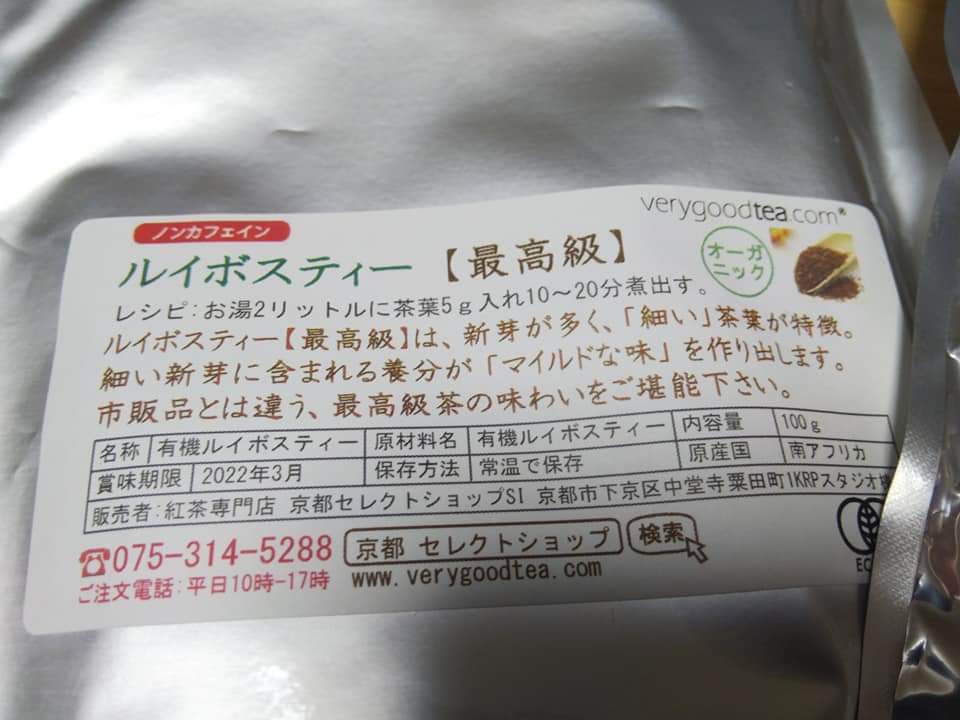 verygoodtea.com®
ノンカフェイン
ルイボスティー【最高級】
オーガ
ニック
レシピ:お湯2リットルに茶葉5g入れ10～20分煮出す。
ルイボスティー【最高級】は、新芽が多く、「細い」茶葉が特徴。
細い新芽に含まれる養分が「マイルドな味」を作り出します。
市販品とは違う、最高級茶の味わいをご堪能下さい。
名称 有機ルイボスティー 原材料名 有機ルイボスティー 内容量 100g
賞味期限 2022年3月 保存方法 常温で保存 原産国 南アフリカ
販売者:紅茶専門店 京都セレクトショップSI 京都市下京区中堂寺粟田町1KRPスタジオ
☎075-314-5288 京都 セレクトショップ 検索
ご注文電話:平日10時-17時 www.verygoodtea.com